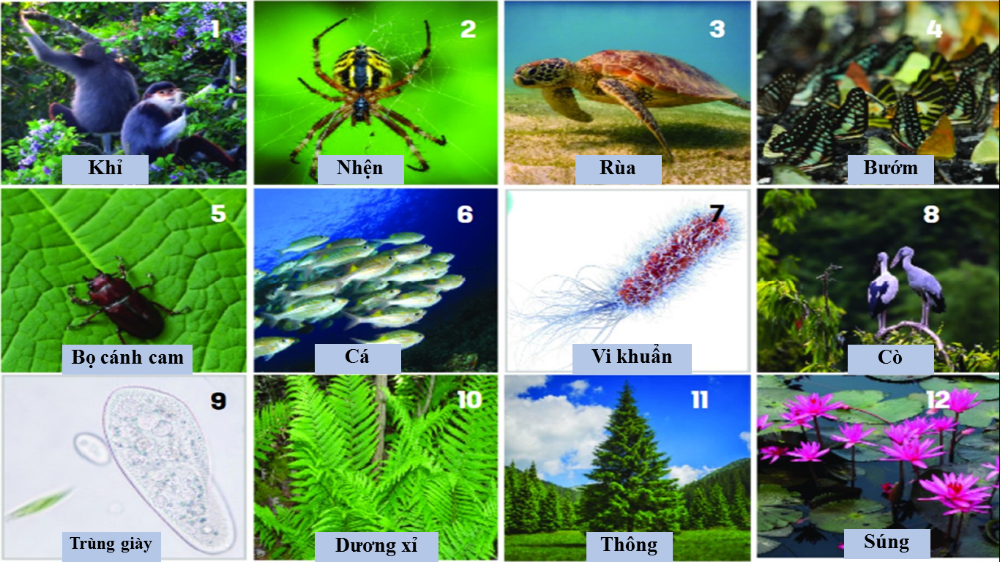 1
Khỉ
2
Nhện
3
Rùa
4
Bướm
5
Bọ cánh cam
6
Cá
7
Vi khuẩn
8
Cò
9
Trùng giày
10
Dương xỉ
11
Thông
12
Súng